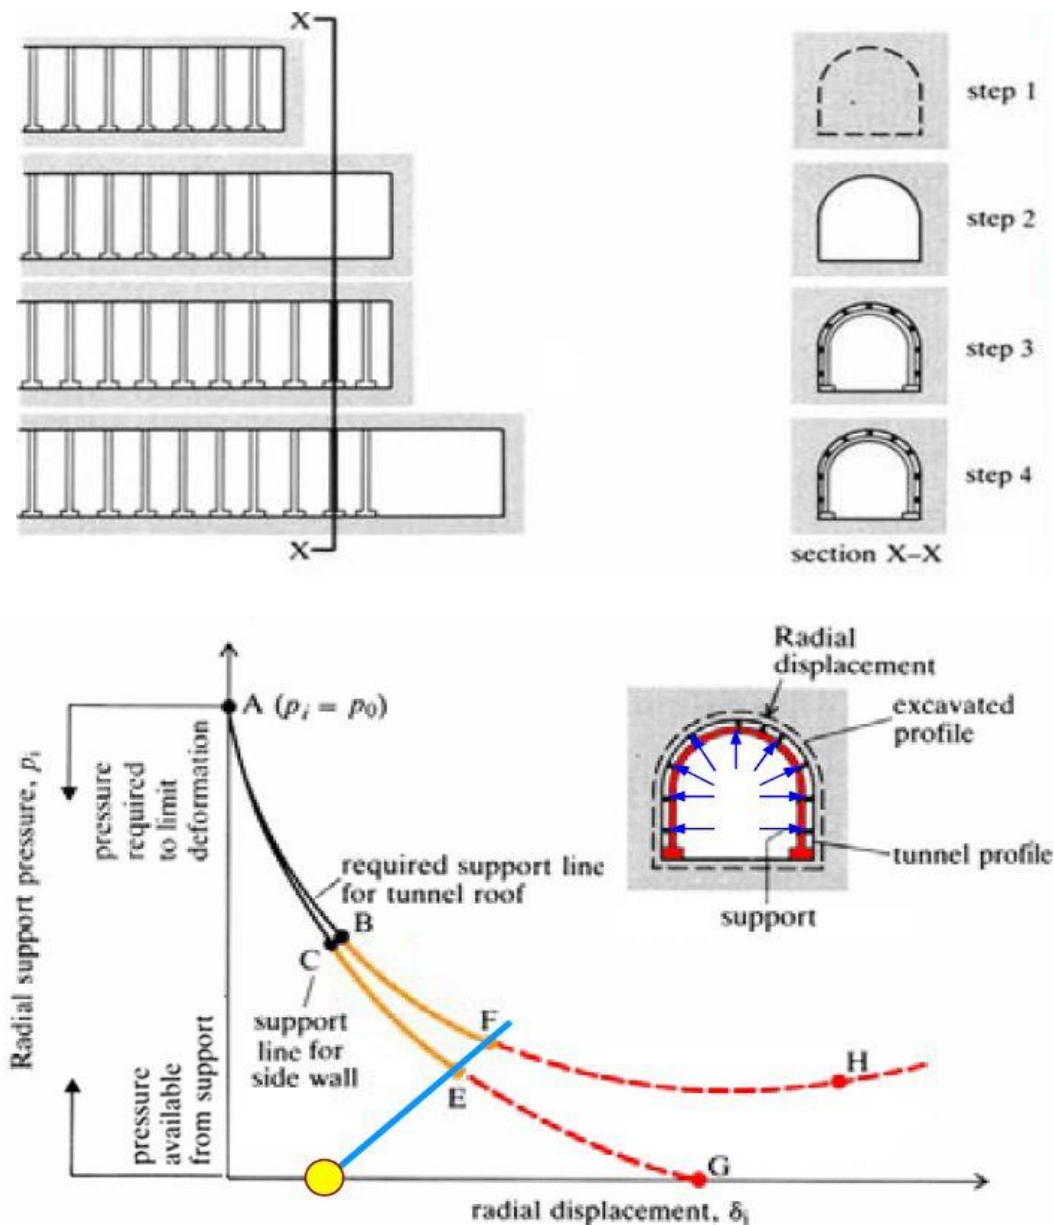 X
step 1
step 2
step 3
step 4
X
section X–X
A (pᵢ = p₀)
Radial
displacement
excavated
profile
tunnel profile
support
Radial support pressure, pᵢ
pressure
required
to limit
deformation
pressure
available
from support
required support line
for tunnel roof
B
C
support
line for
side wall
F
E
H
G
radial displacement, δᵢ